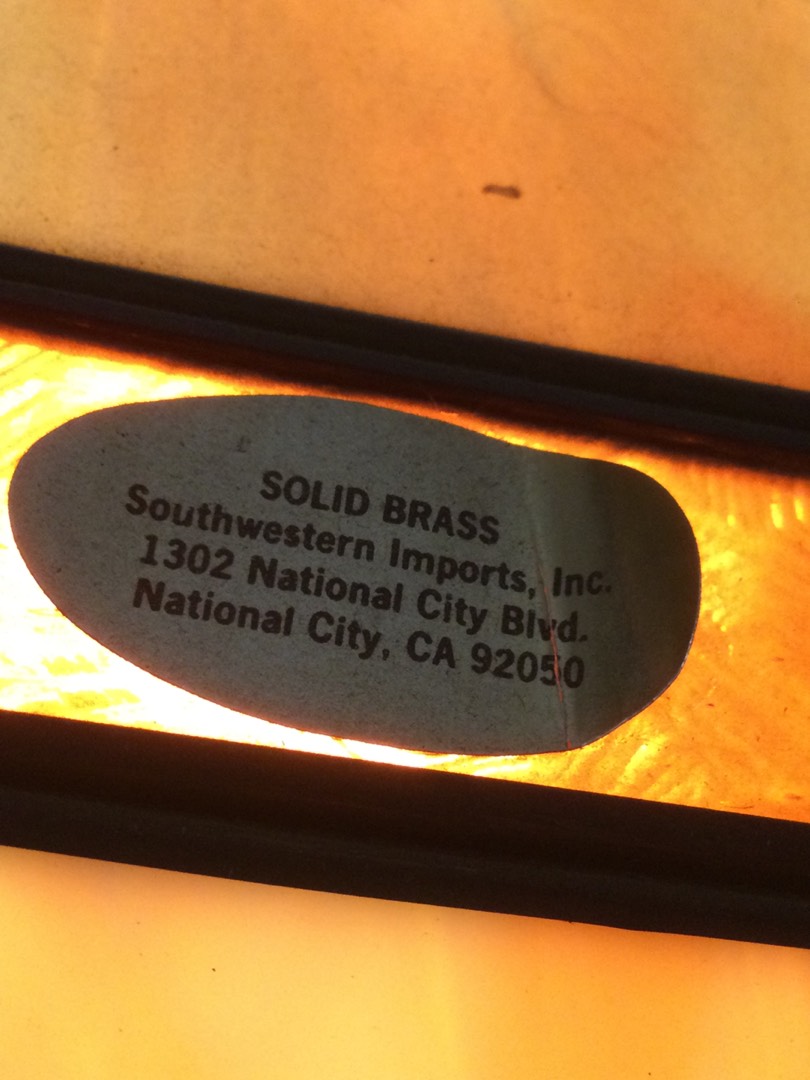 SOLID BRASS
Southwestern Imports, Inc.
1302 National City Blvd.
National City, CA 92050